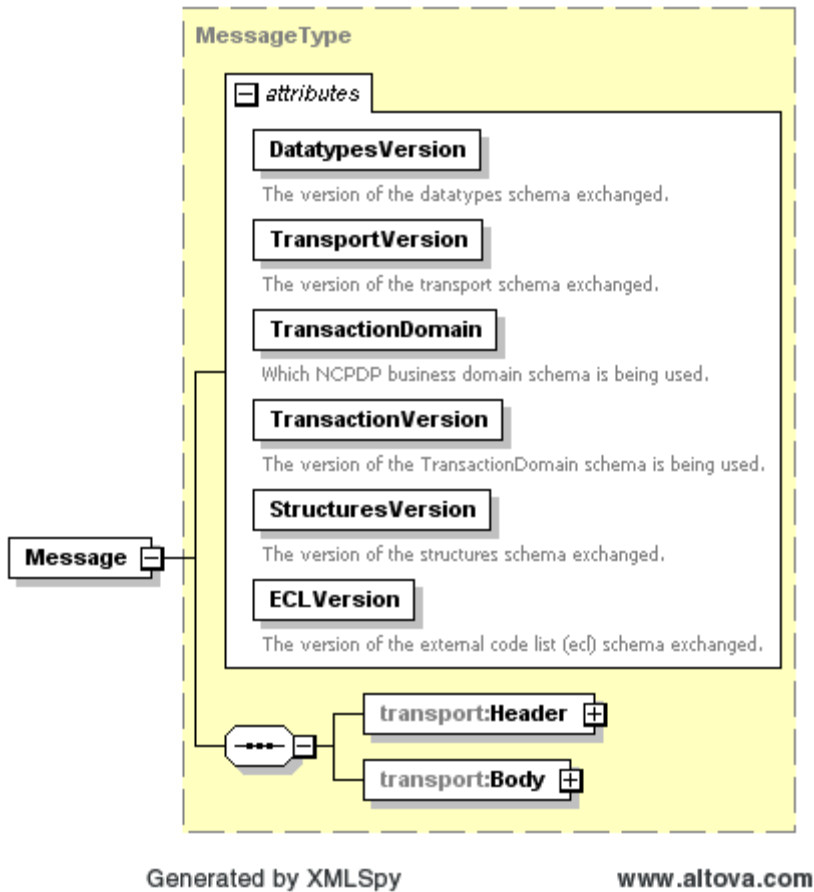 MessageType
attributes
DatatypesVersion
The version of the datatypes schema exchanged.
TransportVersion
The version of the transport schema exchanged.
TransactionDomain
Which NCPDP business domain schema is being used.
TransactionVersion
The version of the TransactionDomain schema is being used.
StructuresVersion
The version of the structures schema exchanged.
Message
ECLVersion
The version of the external code list (ecl) schema exchanged.
transport:Header
transport:Body
Generated by XMLSpy www.altova.com